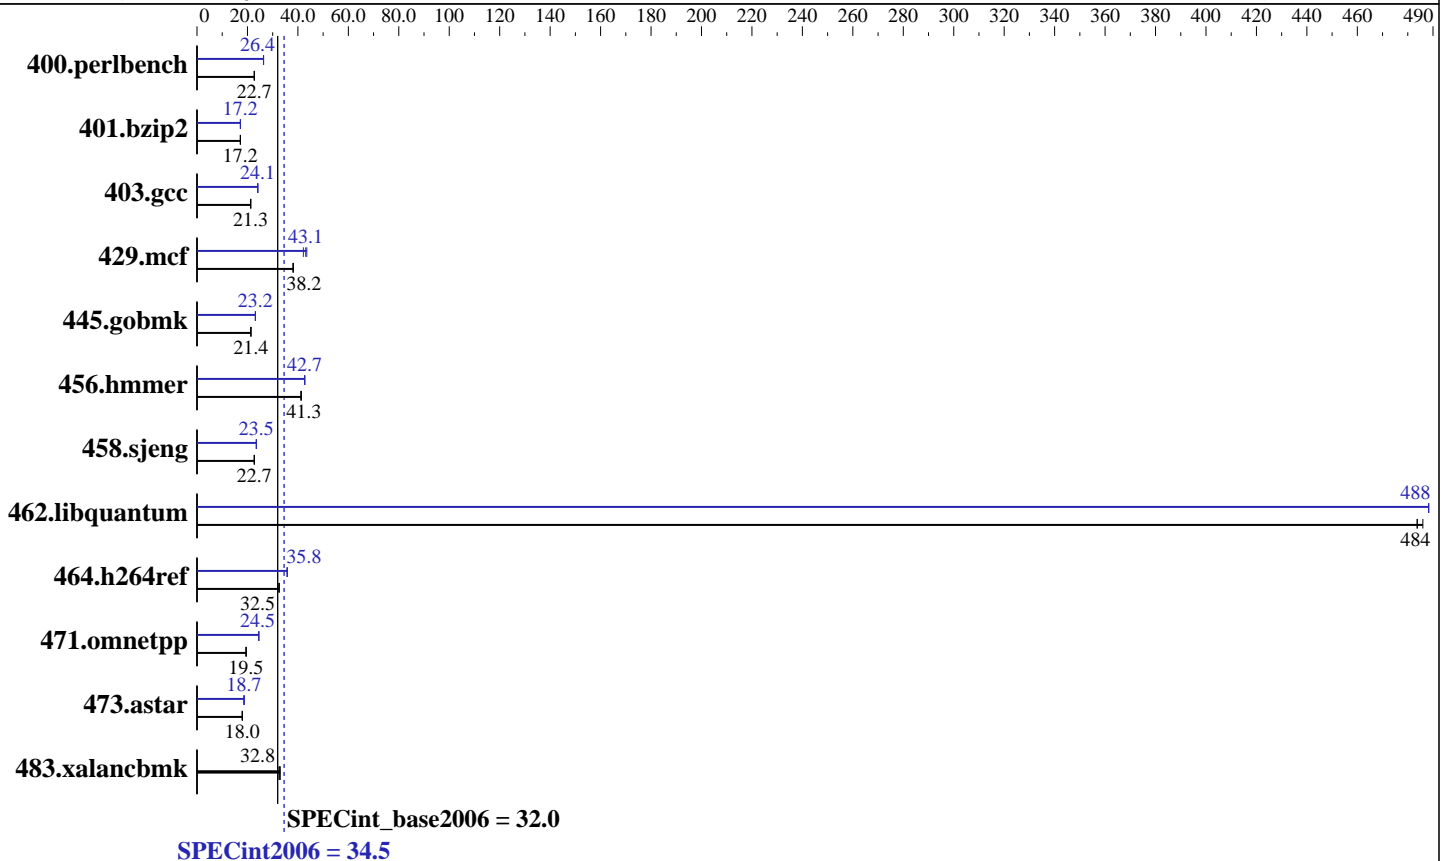 0 20.0 40.0 60.0 80.0 100 120 140 160 180 200 220 240 260 280 300 320 340 360 380 400 420 440 460 490
26.4
400.perlbench
22.7
17.2
401.bzip2
17.2
24.1
403.gcc
21.3
43.1
429.mcf
38.2
23.2
445.gobmk
21.4
42.7
456.hmmer
41.3
23.5
458.sjeng
22.7
488
462.libquantum
484
35.8
464.h264ref
32.5
24.5
471.omnetpp
19.5
18.7
473.astar
18.0
32.8
483.xalancbmk
SPECint_base2006 = 32.0
SPECint2006 = 34.5